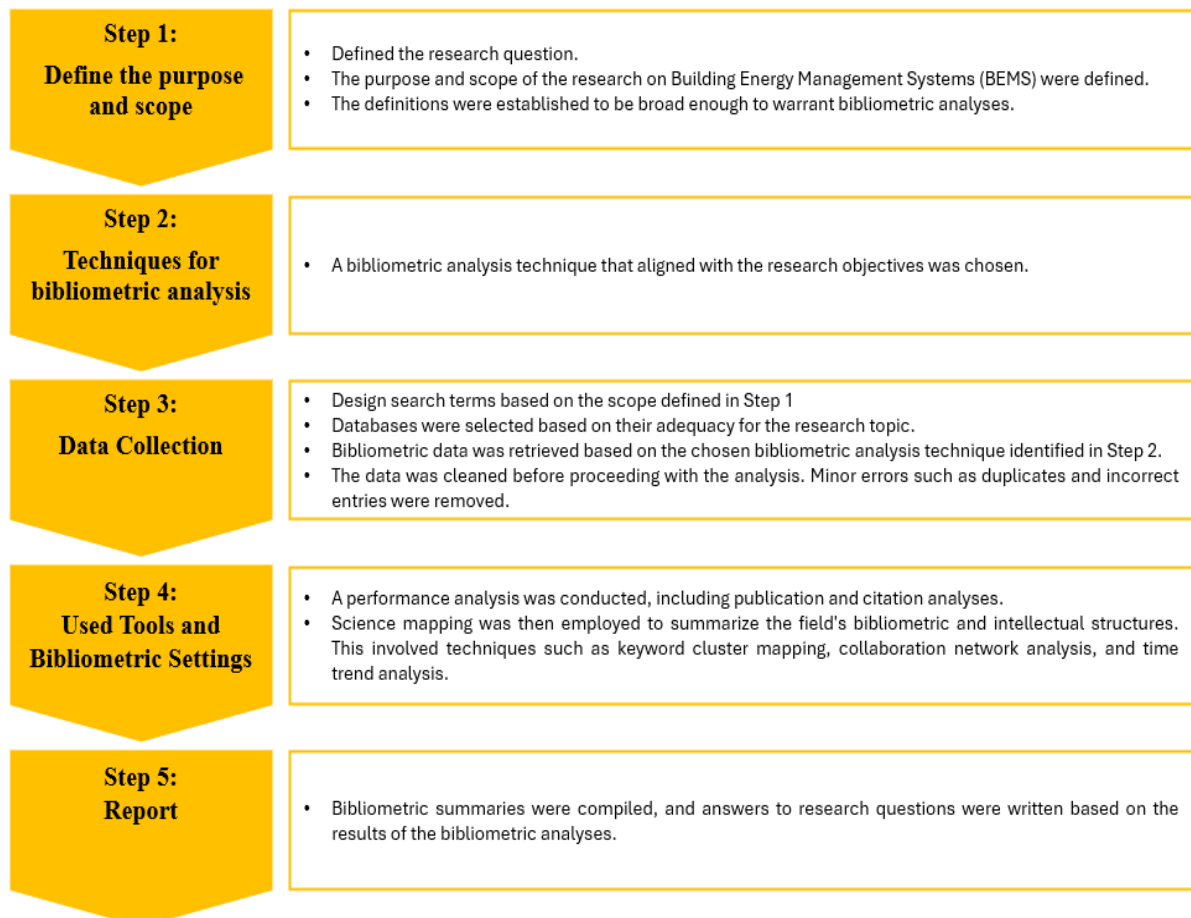 Step 1:
Define the purpose
and scope
• Defined the research question.
• The purpose and scope of the research on Building Energy Management Systems (BEMS) were defined.
• The definitions were established to be broad enough to warrant bibliometric analyses.
Step 2:
Techniques for
bibliometric analysis
• A bibliometric analysis technique that aligned with the research objectives was chosen.
Step 3:
Data Collection
• Design search terms based on the scope defined in Step 1
• Databases were selected based on their adequacy for the research topic.
• Bibliometric data was retrieved based on the chosen bibliometric analysis technique identified in Step 2.
• The data was cleaned before proceeding with the analysis. Minor errors such as duplicates and incorrect
entries were removed.
Step 4:
Used Tools and
Bibliometric Settings
• A performance analysis was conducted, including publication and citation analyses.
• Science mapping was then employed to summarize the field's bibliometric and intellectual structures.
This involved techniques such as keyword cluster mapping, collaboration network analysis, and time
trend analysis.
Step 5:
Report
• Bibliometric summaries were compiled, and answers to research questions were written based on the
results of the bibliometric analyses.